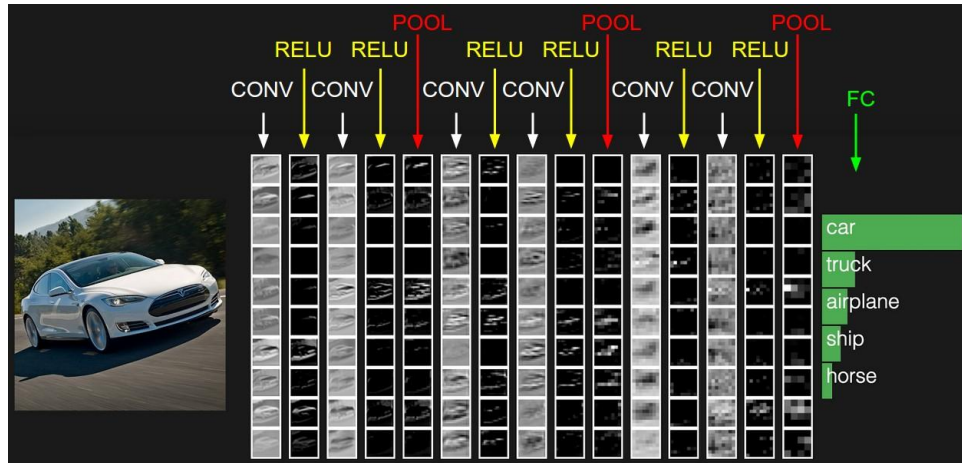 POOL POOL POOL
RELU RELU RELU RELU RELU RELU
CONV CONV CONV CONV CONV CONV
FC
car
truck
airplane
ship
horse